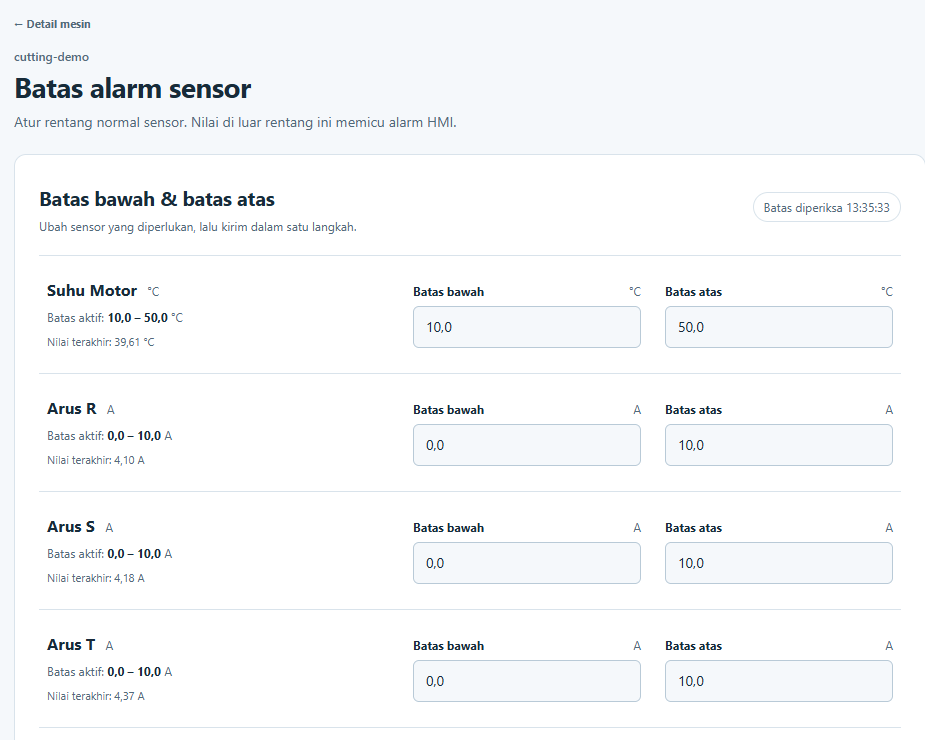 ← Detail mesin
cutting-demo
Batas alarm sensor
Atur rentang normal sensor. Nilai di luar rentang ini memicu alarm HMI.
Batas bawah & batas atas
Ubah sensor yang diperlukan, lalu kirim dalam satu langkah.
Batas diperiksa 13:35:33
Suhu Motor °C
Batas aktif: 10,0 – 50,0 °C
Nilai terakhir: 39,61 °C
Batas bawah °C
10,0
Batas atas °C
50,0
Arus R A
Batas aktif: 0,0 – 10,0 A
Nilai terakhir: 4,10 A
Batas bawah A
0,0
Batas atas A
10,0
Arus S A
Batas aktif: 0,0 – 10,0 A
Nilai terakhir: 4,18 A
Batas bawah A
0,0
Batas atas A
10,0
Arus T A
Batas aktif: 0,0 – 10,0 A
Nilai terakhir: 4,37 A
Batas bawah A
0,0
Batas atas A
10,0